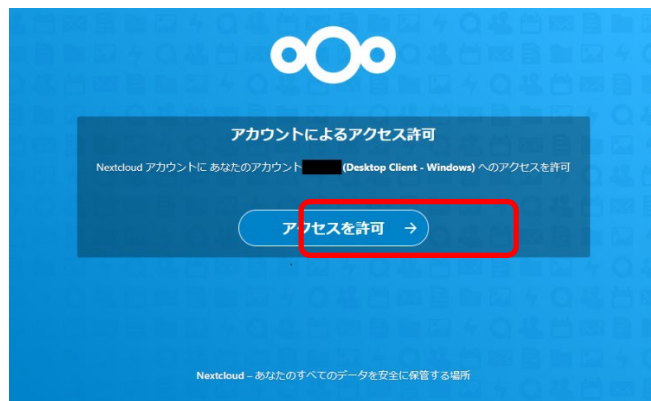 アカウントによるアクセス許可
Nextcloud アカウントに あなたのアカウント (Desktop Client - Windows) へのアクセスを許可
アクセスを許可 →
Nextcloud – あなたのすべてのデータを安全に保管する場所